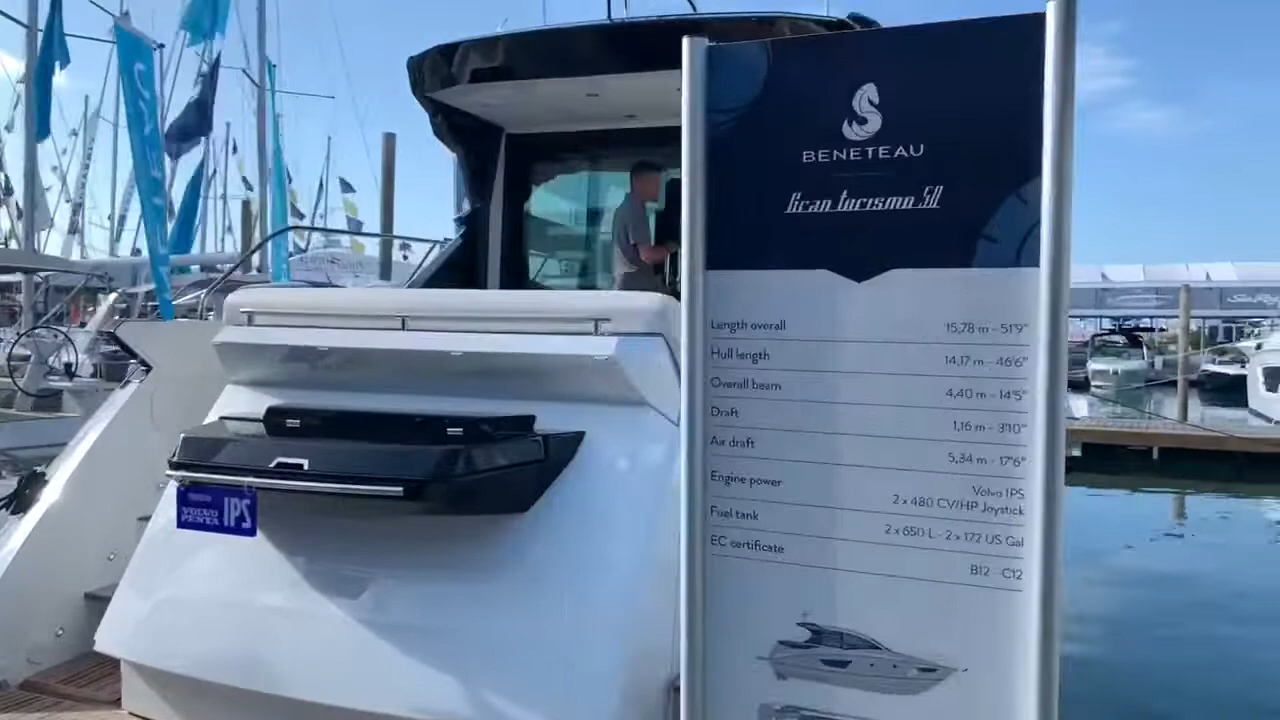 BENETEAU
Gran Turismo 50
Length overall 15,78 m - 51'9"
Hull length 14,17 m - 46'6"
Overall beam 4,40 m - 14'5"
Draft 1,16 m - 3'10"
Air draft 5,34 m - 17'6"
Engine power Volvo IPS
2 x 480 CV/HP Joystick
Fuel tank 2 x 650 L - 2 x 172 US Gal
EC certificate B12 - C12
VOLVO
PENTA IPS
Sea Ray